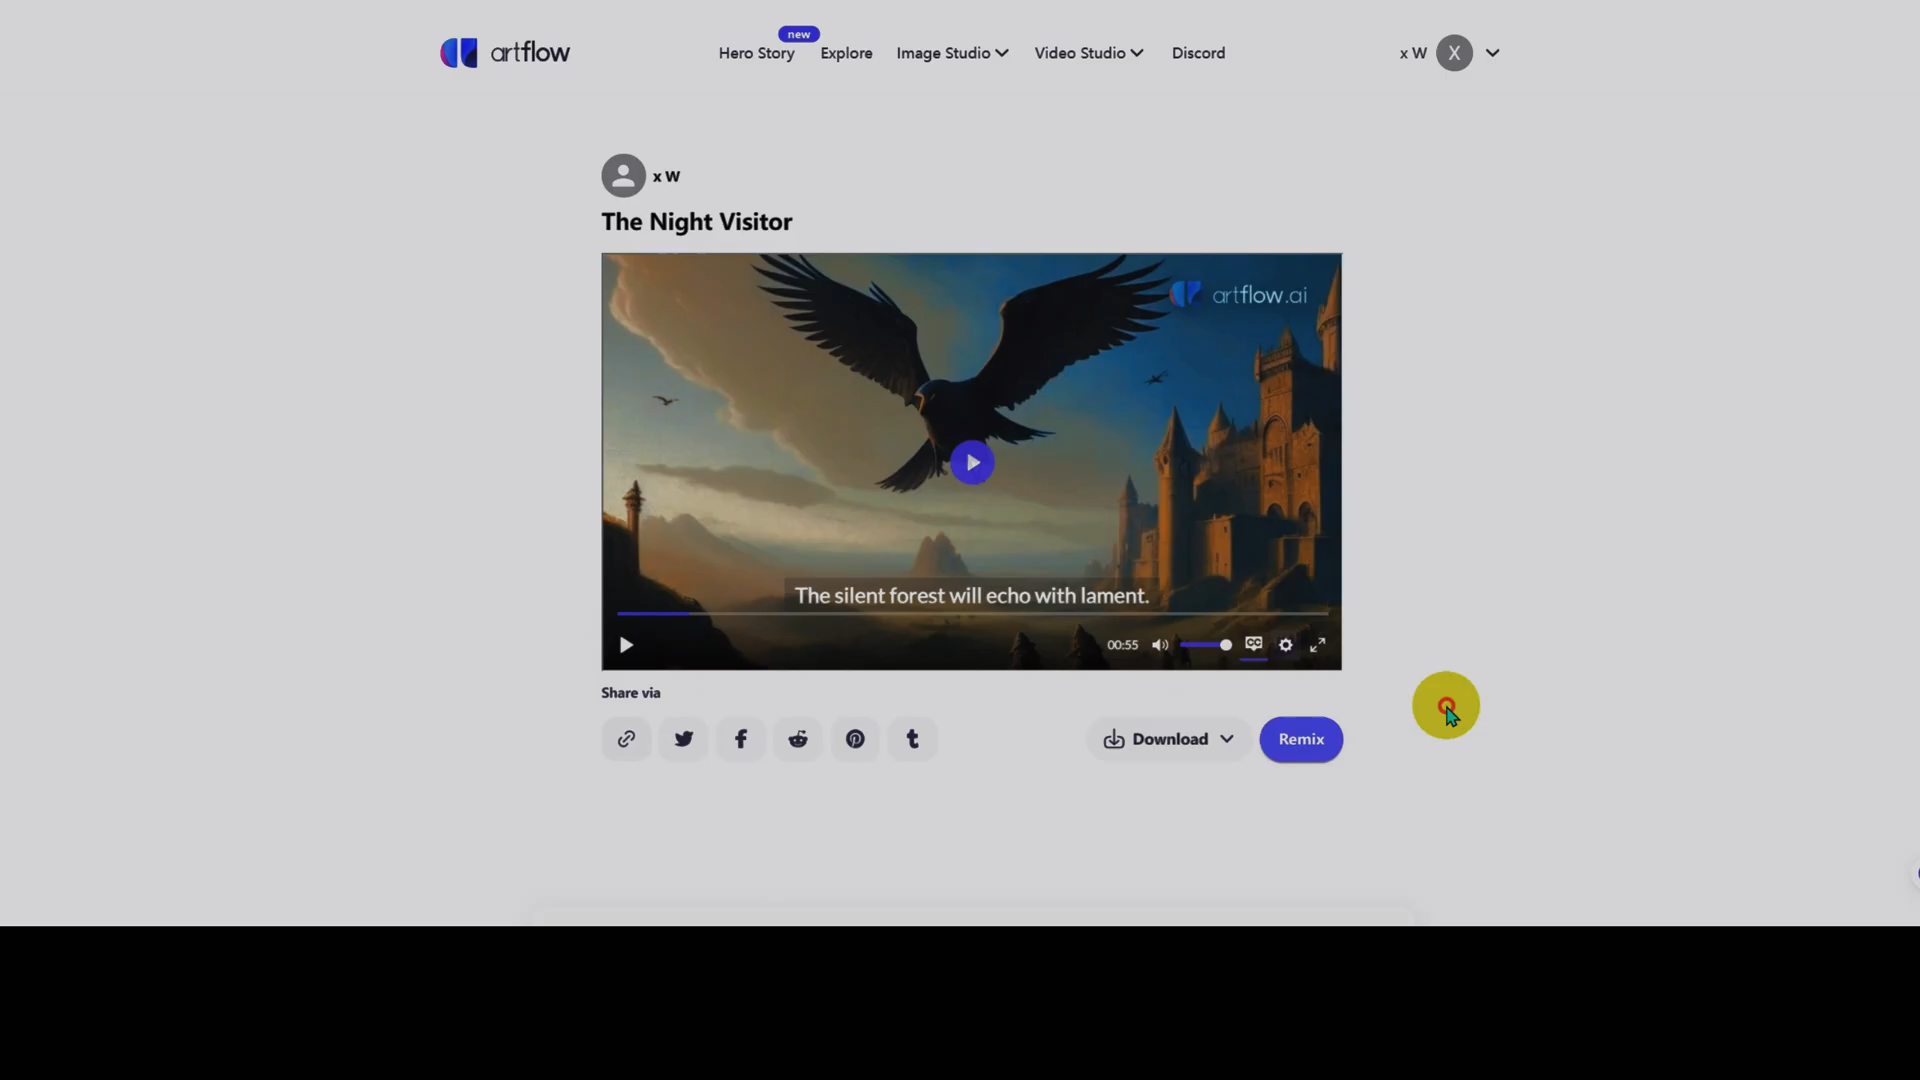 artflow
new
Hero Story
Explore
Image Studio
Video Studio
Discord
x W
X
x W
The Night Visitor
artflow.ai
The silent forest will echo with lament.
00:55
CC
Share via
Download
Remix